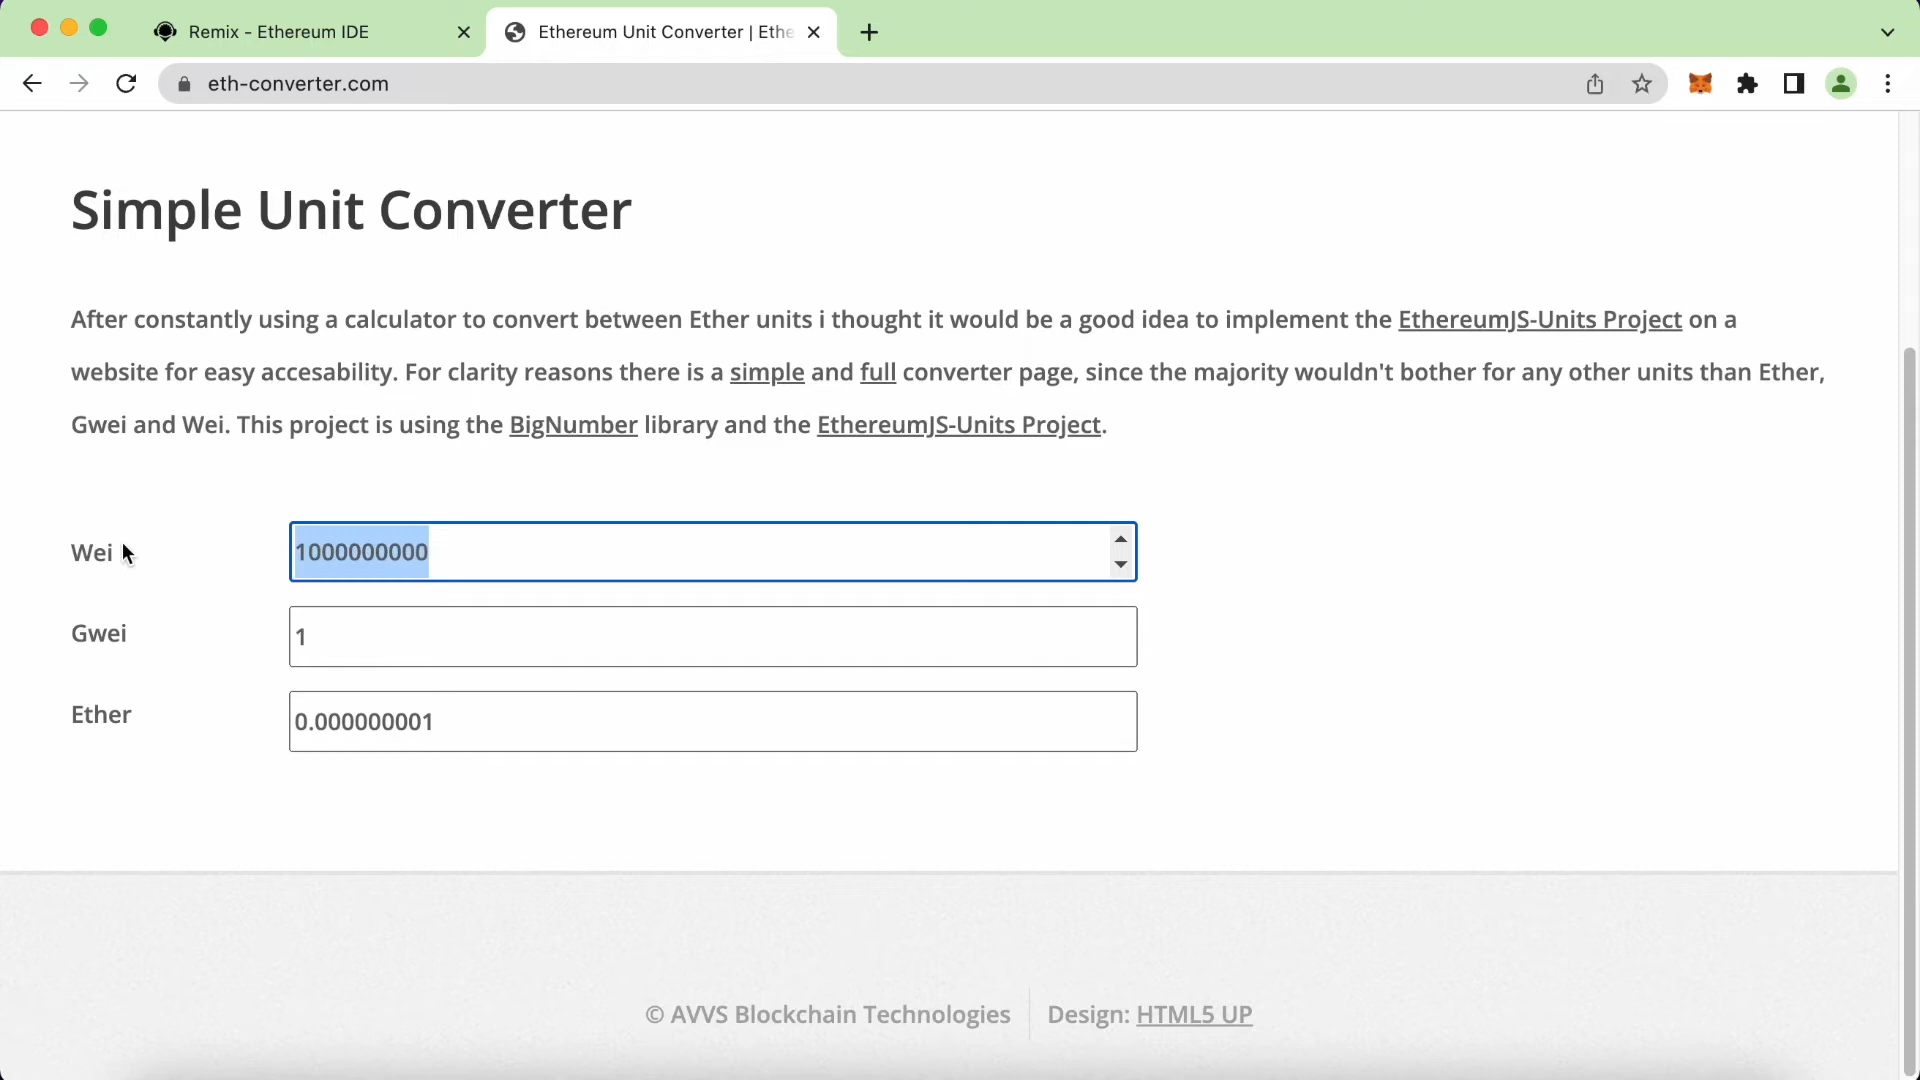 Remix - Ethereum IDE
Ethereum Unit Converter | Ethe
eth-converter.com
Simple Unit Converter
After constantly using a calculator to convert between Ether units i thought it would be a good idea to implement the EthereumJS-Units Project on a
website for easy accesability. For clarity reasons there is a simple and full converter page, since the majority wouldn't bother for any other units than Ether,
Gwei and Wei. This project is using the BigNumber library and the EthereumJS-Units Project.
Wei 1000000000
Gwei 1
Ether 0.000000001
© AVVS Blockchain Technologies Design: HTML5 UP